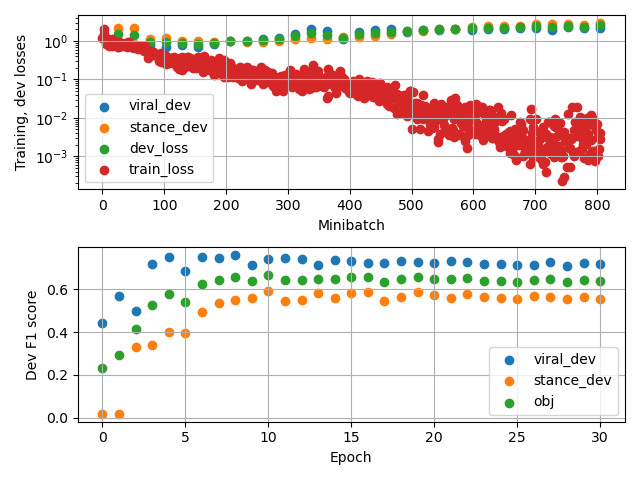 Training, dev losses
10⁰
10⁻¹
10⁻²
10⁻³
viral_dev
stance_dev
dev_loss
train_loss
0 100 200 300 400 500 600 700 800
Minibatch
Dev F1 score
0.6
0.4
0.2
0.0
viral_dev
stance_dev
obj
0 5 10 15 20 25 30
Epoch